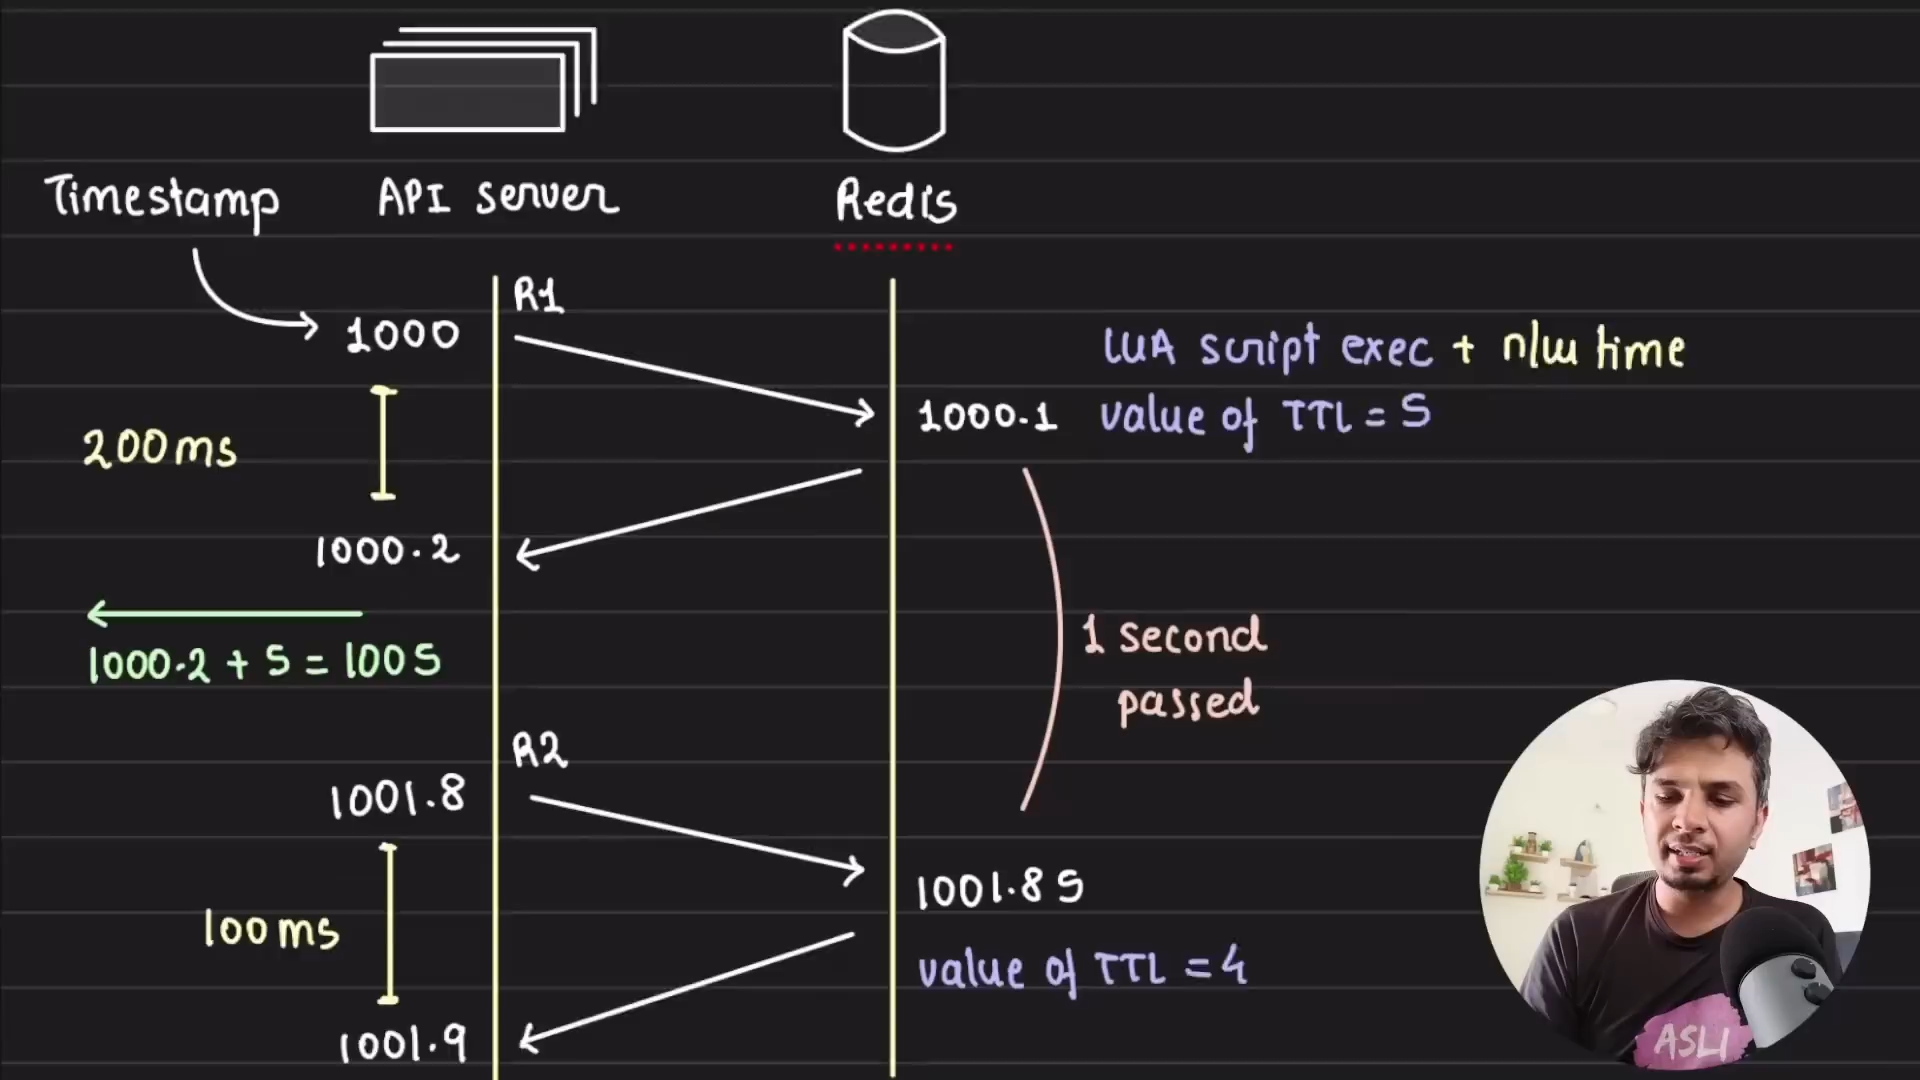 Timestamp API server Redis
R1
1000
LUA script exec + n/w time
1000.1 value of TTL = 5
200ms
1000.2
1000.2 + 5 = 1005
1 second
passed
R2
1001.8
1001.85
100ms
value of TTL = 4
1001.9
ASLI